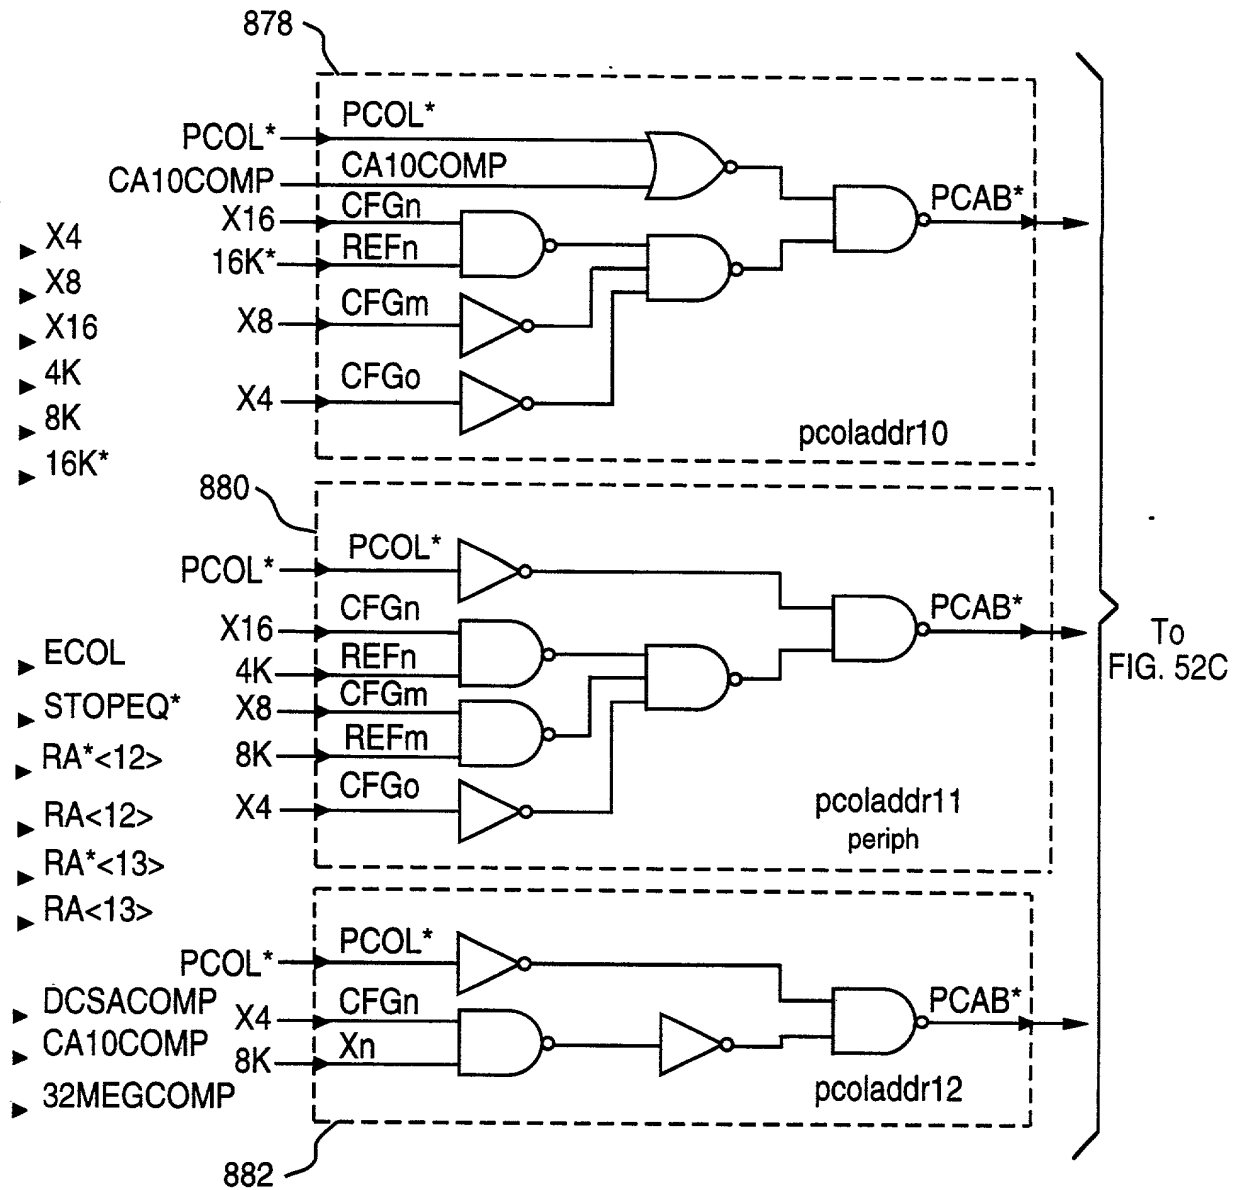 878
PCOL*
PCOL*
CA10COMP
CA10COMP
X16
CFGn
16K*
REFn
X8
CFGm
X4
CFGo
PCAB*
pcoladdr10
X4
X8
X16
4K
8K
16K*
880
PCOL*
PCOL*
X16
CFGn
4K
REFn
X8
CFGm
8K
REFm
X4
CFGo
PCAB*
pcoladdr11
periph
To
FIG. 52C
ECOL
STOPEQ*
RA*<12>
RA<12>
RA*<13>
RA<13>
PCOL*
PCOL*
X4
CFGn
8K
Xn
PCAB*
pcoladdr12
DCSACOMP
CA10COMP
32MEGCOMP
882